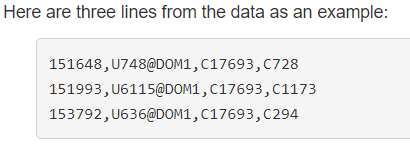 Here are three lines from the data as an example:
151648,U748@DOM1,C17693,C728
151993,U6115@DOM1,C17693,C1173
153792,U636@DOM1,C17693,C294